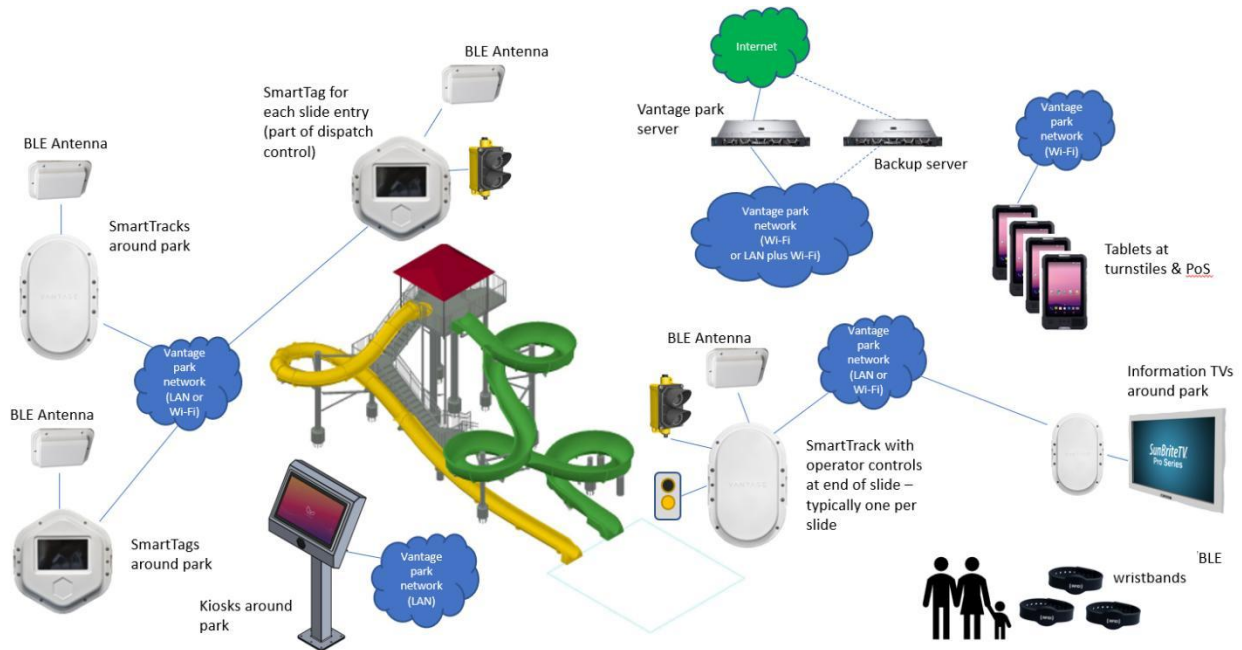 BLE Antenna
SmartTag for
each slide entry
(part of dispatch
control)
Internet
Vantage park
server
Backup server
Vantage
park
network
(Wi-Fi)
BLE Antenna
SmartTracks
around park
VANTAGE
Vantage park
network
(Wi-Fi
or LAN plus Wi-Fi)
Tablets at
turnstiles & PoS
Vantage
park
network
(LAN or
Wi-Fi)
BLE Antenna
Vantage
park
network
(LAN or
Wi-Fi)
Information TVs
around park
BLE Antenna
SmartTrack with
operator controls
at end of slide –
typically one per
slide
VANTAGE
SunBriteTV
Pro Series
SmartTags
around park
Kiosks around
park
Vantage
park
network
(LAN)
'BLE
wristbands